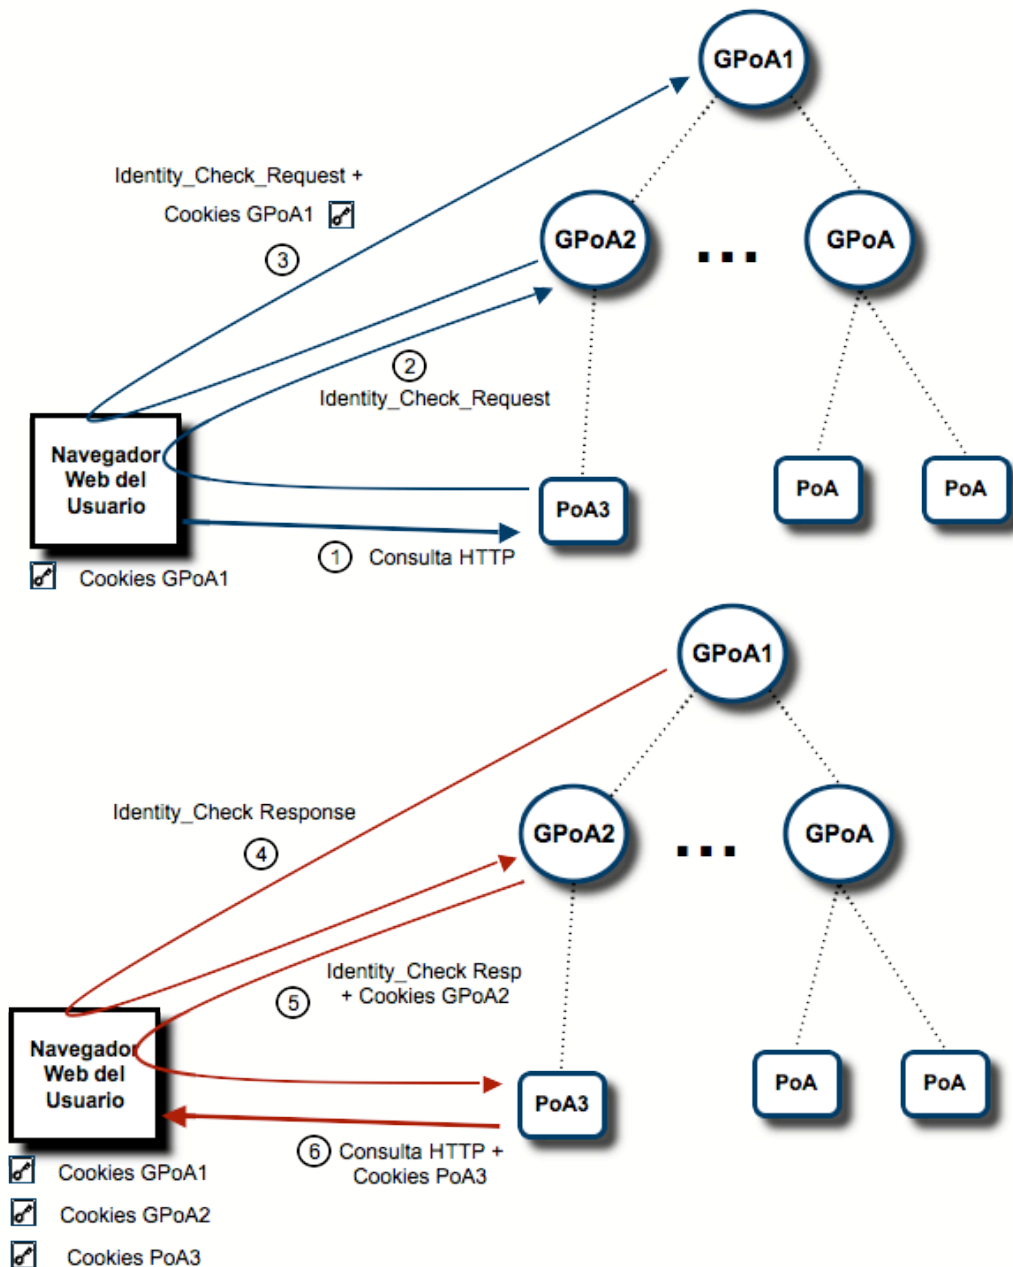 GPoA1
Identity_Check_Request +
Cookies GPoA1
3
GPoA2
...
GPoA
2
Identity_Check_Request
Navegador
Web del
Usuario
PoA3
PoA
PoA
1 Consulta HTTP
Cookies GPoA1
GPoA1
Identity_Check Response
4
GPoA2
...
GPoA
Identity_Check Resp
+ Cookies GPoA2
5
Navegador
Web del
Usuario
PoA3
PoA
PoA
6 Consulta HTTP +
Cookies PoA3
Cookies GPoA1
Cookies GPoA2
Cookies PoA3